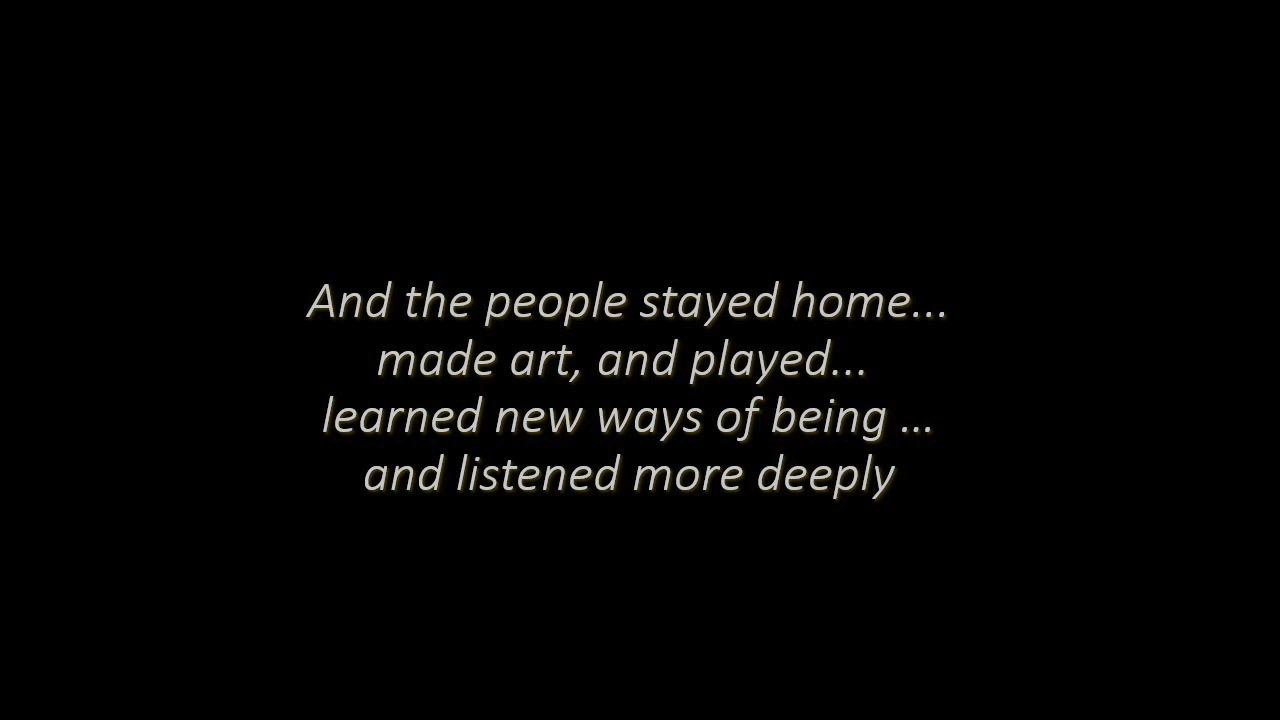 And the people stayed home...
made art, and played...
learned new ways of being ...
and listened more deeply